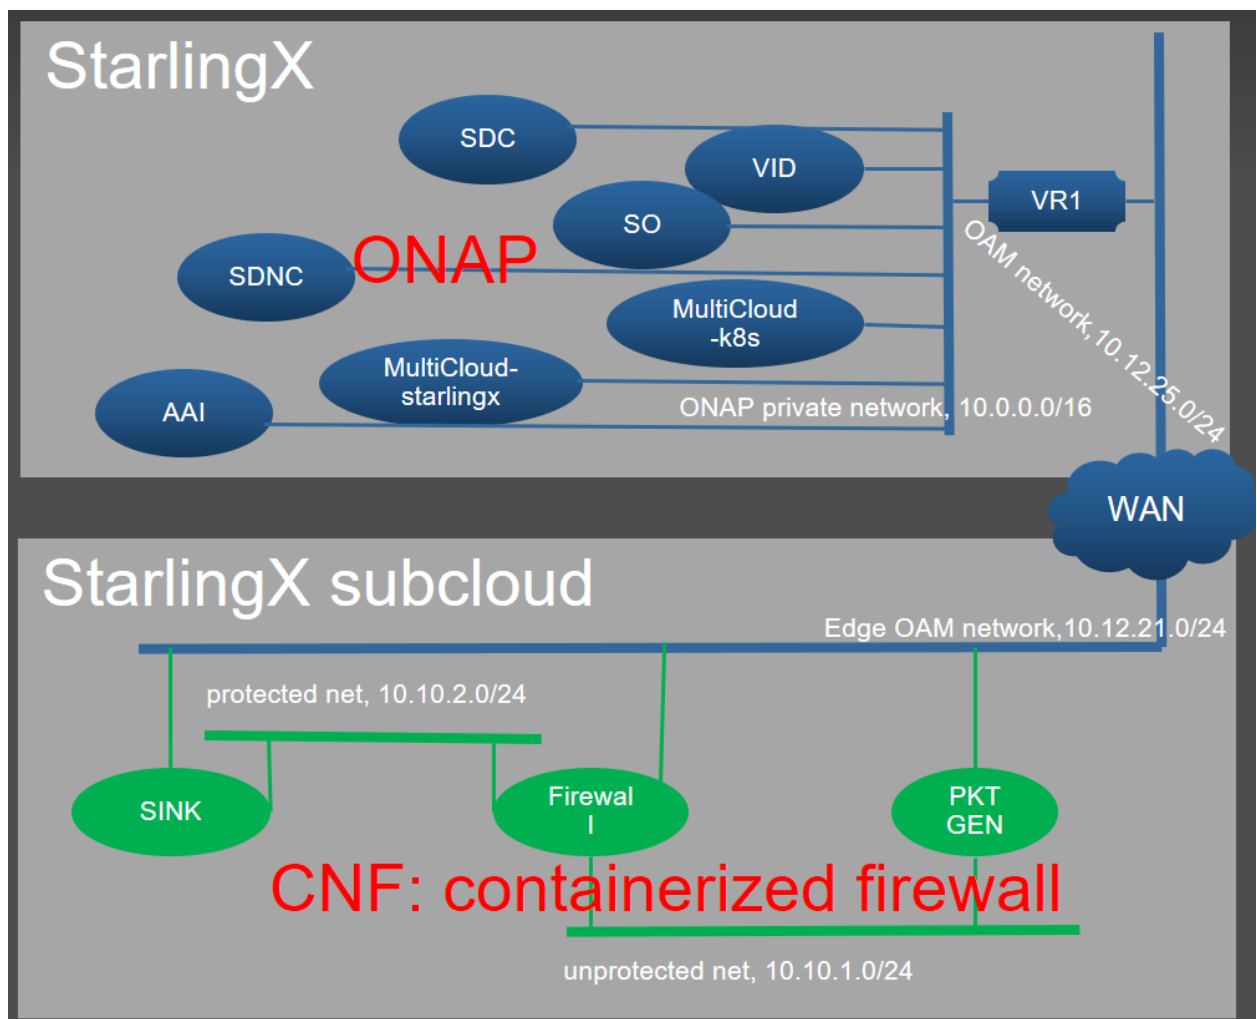 StarlingX
SDC
VID
VR1
SO
OAM network,10.12.25.0/24
ONAP
SDNC
MultiCloud
-k8s
MultiCloud-
starlingx
AAI
ONAP private network, 10.0.0.0/16
WAN
StarlingX subcloud
Edge OAM network,10.12.21.0/24
protected net, 10.10.2.0/24
SINK
Firewal
l
PKT
GEN
CNF: containerized firewall
unprotected net, 10.10.1.0/24